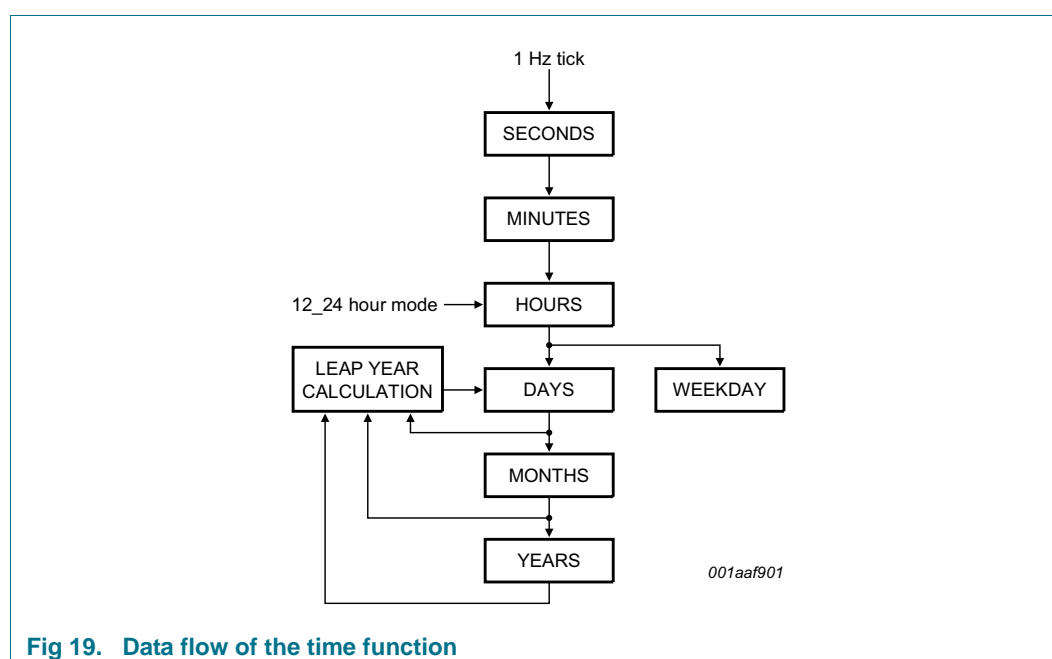 1 Hz tick
SECONDS
MINUTES
12_24 hour mode
HOURS
LEAP YEAR
CALCULATION
DAYS
WEEKDAY
MONTHS
YEARS
001aaf901
Fig 19. Data flow of the time function